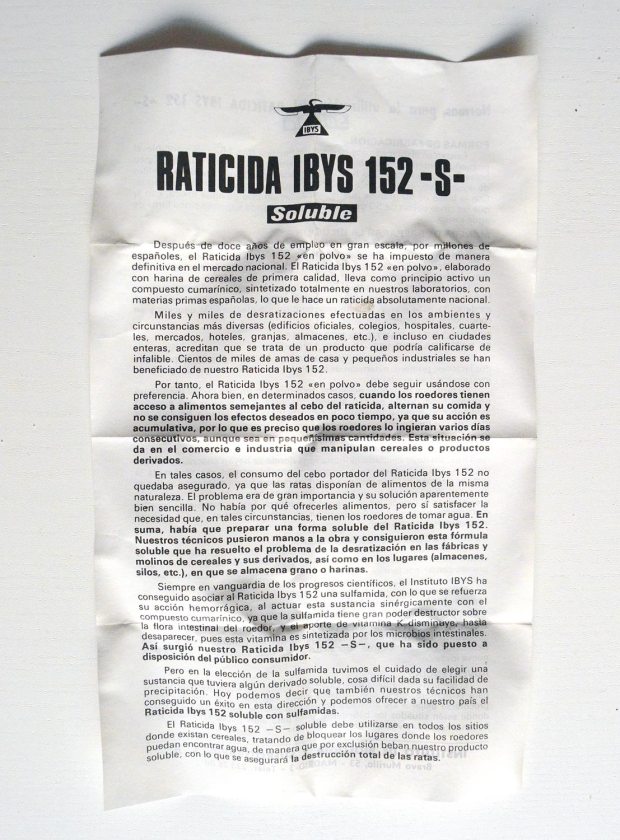 IBYS
RATICIDA IBYS 152 -S-
Soluble
Después de doce años de empleo en gran escala, por millones de
españoles, el Raticida Ibys 152 «en polvo» se ha impuesto de manera
definitiva en el mercado nacional. El Raticida Ibys 152 «en polvo», elaborado
con harina de cereales de primera calidad, lleva como principio activo un
compuesto cumarínico, sintetizado totalmente en nuestros laboratorios, con
materias primas españolas, lo que le hace un raticida absolutamente nacional.
Miles y miles de desratizaciones efectuadas en los ambientes y
circunstancias más diversas (edificios oficiales, colegios, hospitales, cuarte-
les, mercados, hoteles, granjas, almacenes, etc.), e incluso en ciudades
enteras, acreditan que se trata de un producto que podría calificarse de
infalible. Cientos de miles de amas de casa y pequeños industriales se han
beneficiado de nuestro Raticida Ibys 152.
Por tanto, el Raticida Ibys 152 «en polvo» debe seguir usándose con
preferencia. Ahora bien, en determinados casos, cuando los roedores tienen
acceso a alimentos semejantes al cebo del raticida, alternan su comida y
no se consiguen los efectos deseados en poco tiempo, ya que su acción es
acumulativa, por lo que es preciso que los roedores lo ingieran varios días
consecutivos, aunque sea en pequeñísimas cantidades. Esta situación se
da en el comercio e industria que manipulan cereales o productos
derivados.
En tales casos, el consumo del cebo portador del Raticida Ibys 152 no
quedaba asegurado, ya que las ratas disponían de alimentos de la misma
naturaleza. El problema era de gran importancia y su solución aparentemente
bien sencilla. No había por qué ofrecerles alimentos, pero sí satisfacer la
necesidad que, en tales circunstancias, tienen los roedores de tomar agua. En
suma, había que preparar una forma soluble del Raticida Ibys 152.
Nuestros técnicos pusieron manos a la obra y consiguieron esta fórmula
soluble que ha resuelto el problema de la desratización en las fábricas y
molinos de cereales y sus derivados, así como en los lugares (almacenes,
silos, etc.), en que se almacena grano o harinas.
Siempre en vanguardia de los progresos científicos, el Instituto IBYS ha
conseguido asociar al Raticida Ibys 152 una sulfamida, con lo que se refuerza
su acción hemorrágica, al actuar esta sustancia sinérgicamente con el
compuesto cumarínico, ya que la sulfamida tiene gran poder destructor sobre
la flora intestinal del roedor, y el aporte de vitamina K disminuye, hasta
desaparecer, pues esta vitamina es sintetizada por los microbios intestinales.
Así surgió nuestro Raticida Ibys 152 —S—, que ha sido puesto a
disposición del público consumidor.
Pero en la elección de la sulfamida tuvimos el cuidado de elegir una
sustancia que tuviera algún derivado soluble, cosa difícil dada su facilidad de
precipitación. Hoy podemos decir que también nuestros técnicos han
conseguido un éxito en esta dirección y podemos ofrecer a nuestro país el
Raticida Ibys 152 soluble con sulfamidas.
El Raticida Ibys 152 —S— soluble debe utilizarse en todos los sitios
donde existan cereales, tratando de bloquear los lugares donde los roedores
puedan encontrar agua, de manera que por exclusión beban nuestro producto
soluble, con lo que se asegurará la destrucción total de las ratas.